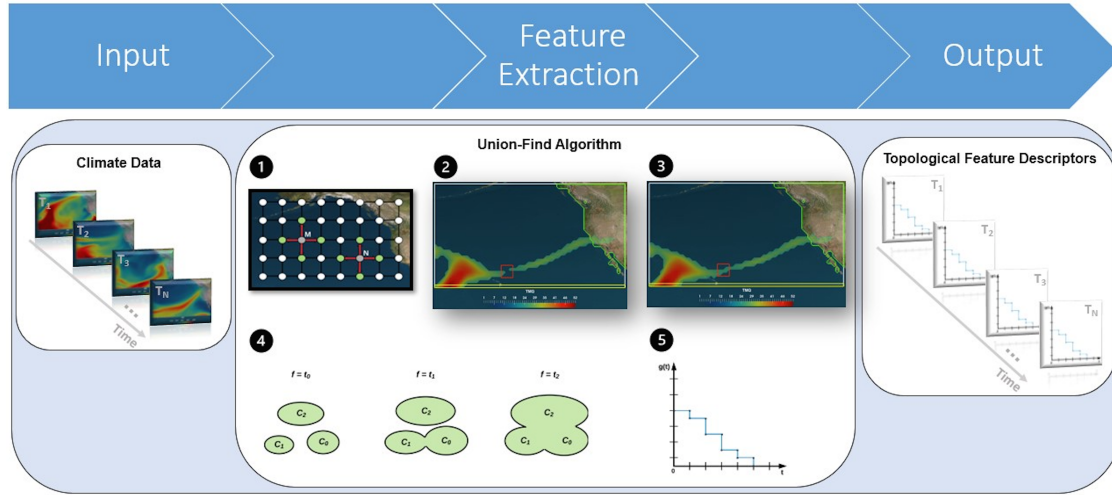 Input
Feature
Extraction
Output
Climate Data
T1
T2
T3
TN
Time
Union-Find Algorithm
1
M
N
2
TMQ
3
TMQ
4
f = t0
C2
C1
C0
f = t1
C2
C1
C0
f = t2
C2
C1
C0
5
g(t)
0
t
Topological Feature Descriptors
T1
T2
T3
TN
Time